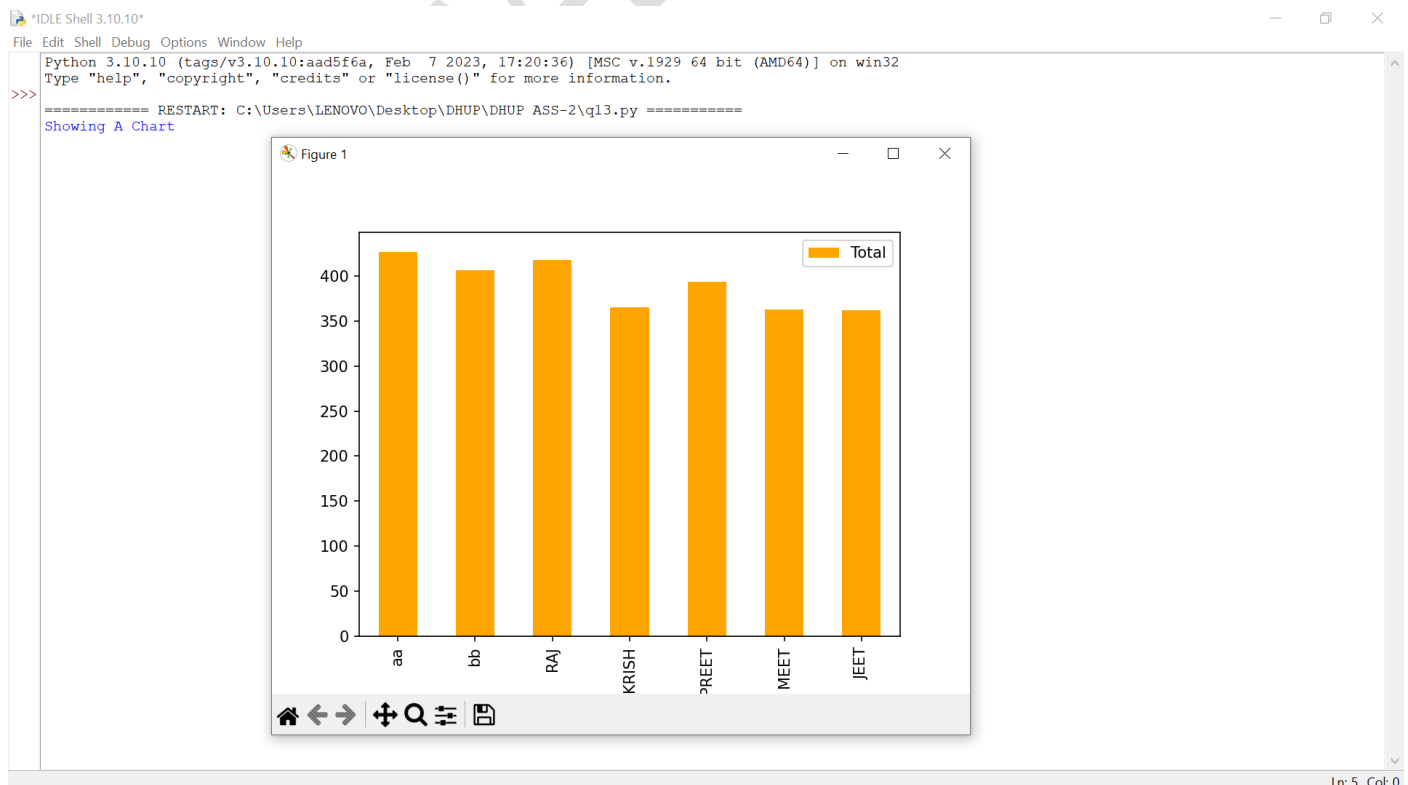 *IDLE Shell 3.10.10*
File Edit Shell Debug Options Window Help
Python 3.10.10 (tags/v3.10.10:aad5f6a, Feb  7 2023, 17:20:36) [MSC v.1929 64 bit (AMD64)] on win32
Type "help", "copyright", "credits" or "license()" for more information.
>>>
============ RESTART: C:\Users\LENOVO\Desktop\DHUP\DHUP ASS-2\q13.py ===========
Showing A Chart
Figure 1
Total
400
350
300
250
200
150
100
50
0
aa
bb
RAJ
KRISH
PREET
MEET
JEET
Ln: 5 Col: 0